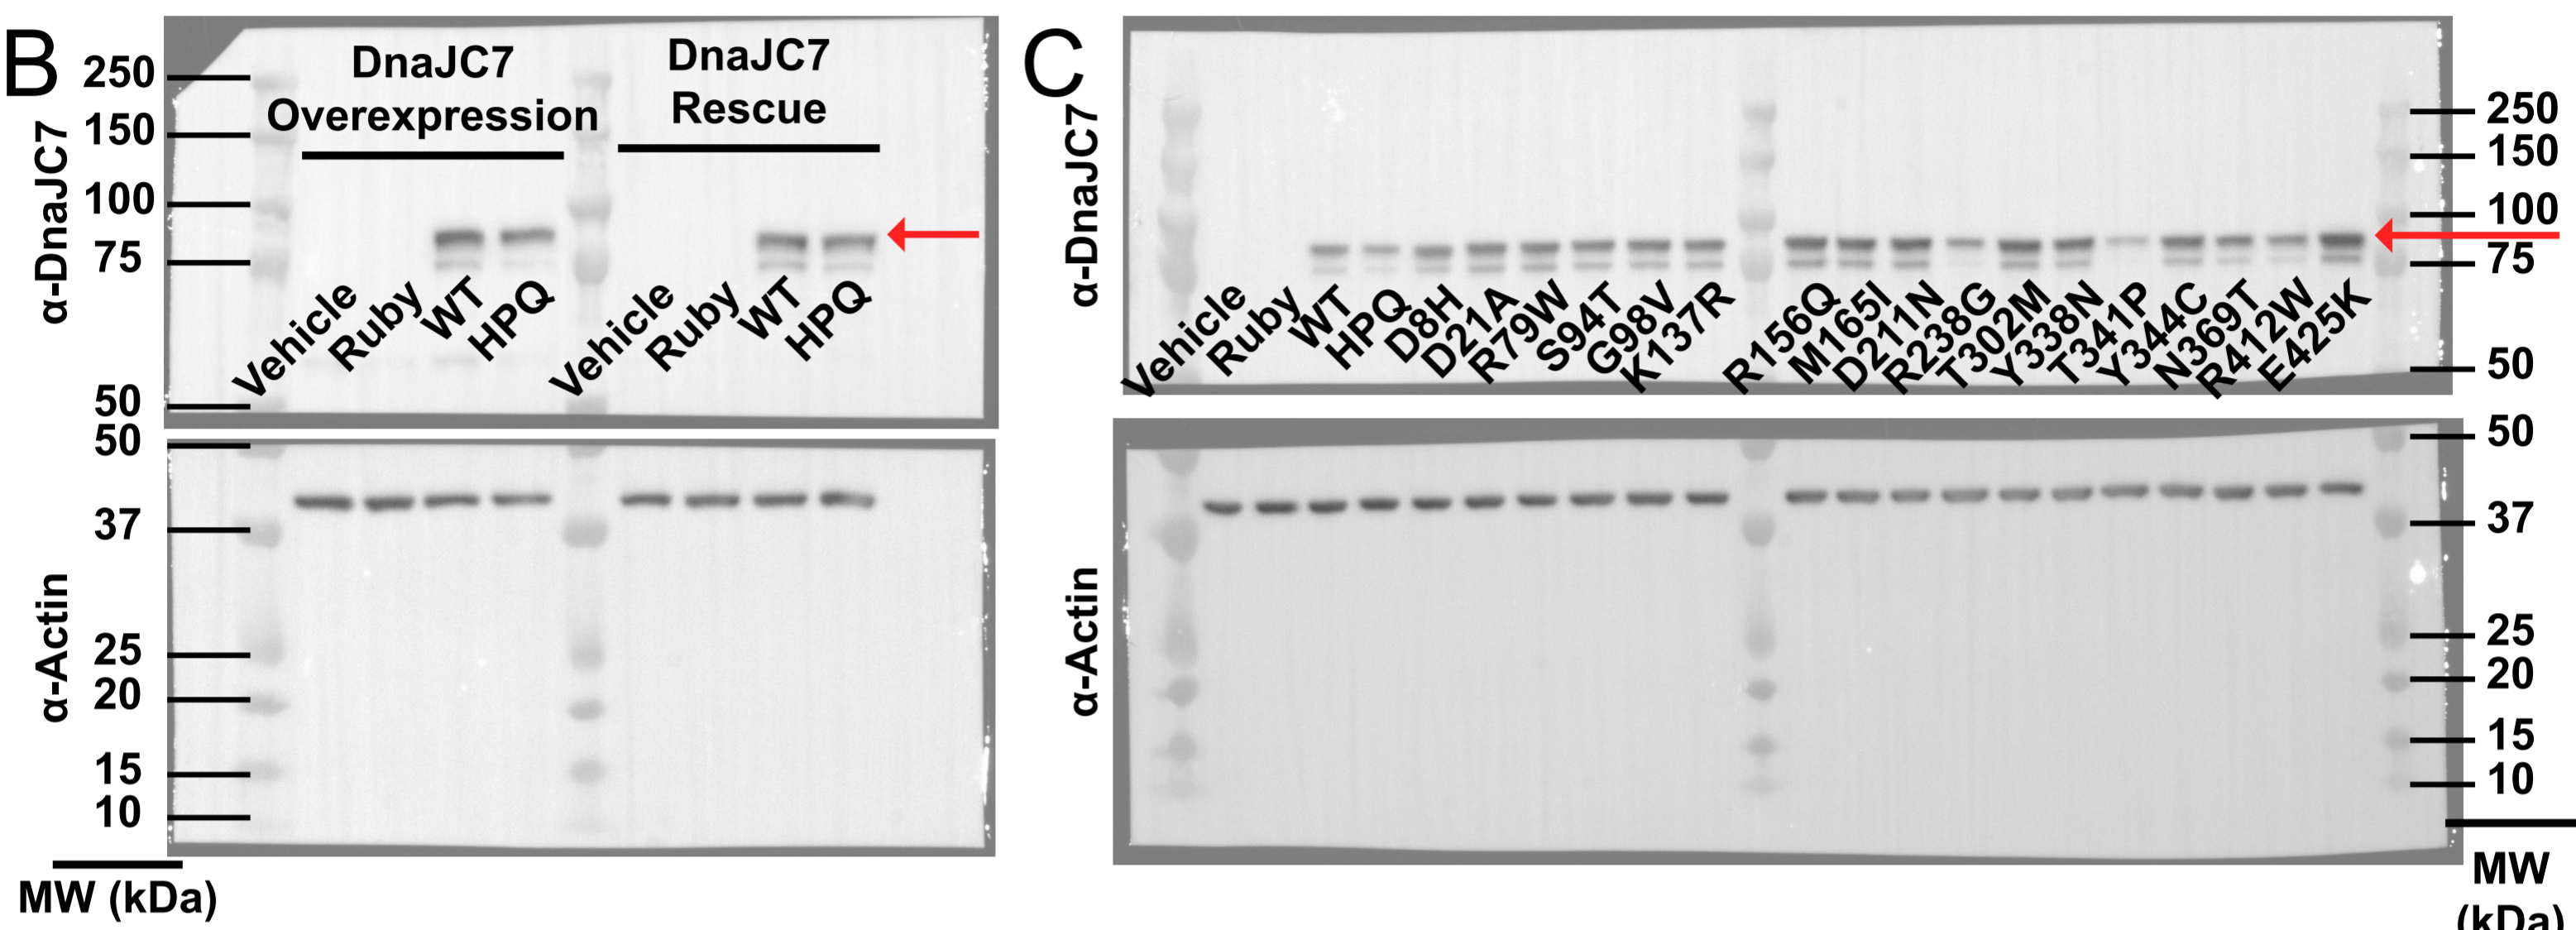 B
DnaJC7
Overexpression
DnaJC7
Rescue
α-DnaJC7
250
150
100
75
50
Vehicle
Ruby
WT
HPQ
Vehicle
Ruby
WT
HPQ
α-Actin
50
37
25
20
15
10
MW (kDa)
C
α-DnaJC7
250
150
100
75
50
Vehicle
Ruby
WT
HPQ
D8H
D21A
R79W
S94T
G98V
K137R
R156Q
M165I
D211N
R238G
T302M
Y338N
T341P
Y344C
N369T
R412W
E425K
α-Actin
50
37
25
20
15
10
MW
(kDa)